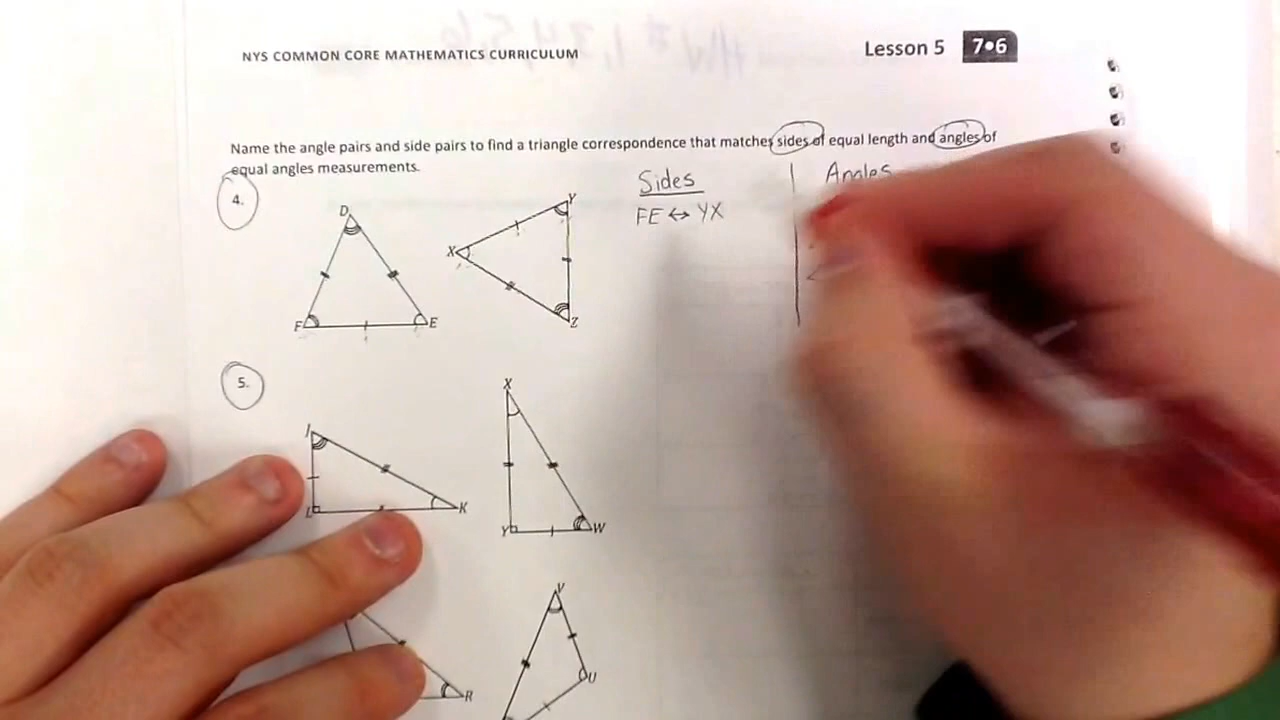 NYS COMMON CORE MATHEMATICS CURRICULUM
Lesson 5 7•6
Name the angle pairs and side pairs to find a triangle correspondence that matches sides of equal length and angles of
equal angles measurements.
Sides
Angles
FE ↔ YX
4.
D
Y
X
F
E
Z
5.
X
K
Y
W
V
U
R